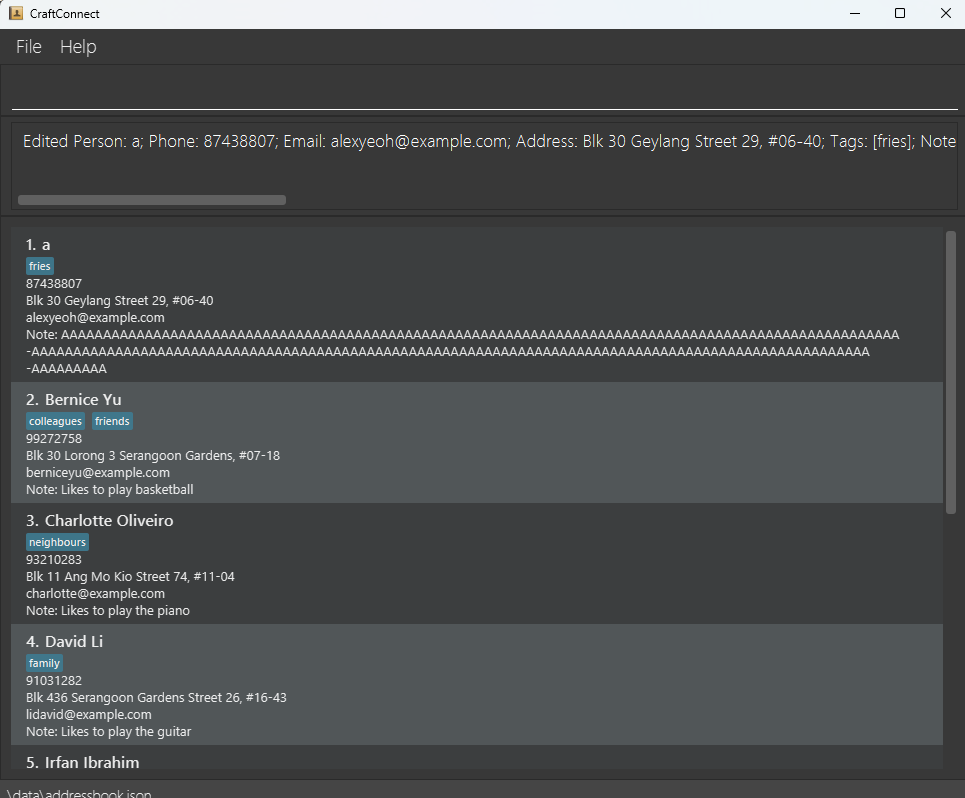 CraftConnect
File Help
Edited Person: a; Phone: 87438807; Email: alexyeoh@example.com; Address: Blk 30 Geylang Street 29, #06-40; Tags: [fries]; Note
1. a
fries
87438807
Blk 30 Geylang Street 29, #06-40
alexyeoh@example.com
Note: AAAAAAAAAAAAAAAAAAAAAAAAAAAAAAAAAAAAAAAAAAAAAAAAAAAAAAAAAAAAAAAAAAAAAAAAAAAAAAAAAAAAAAAAAAAAAAAAAAAA
-AAAAAAAAAAAAAAAAAAAAAAAAAAAAAAAAAAAAAAAAAAAAAAAAAAAAAAAAAAAAAAAAAAAAAAAAAAAAAAAAAAAAAAAAAAAAAAAAAAAA
-AAAAAAAAA
2. Bernice Yu
colleagues friends
99272758
Blk 30 Lorong 3 Serangoon Gardens, #07-18
berniceyu@example.com
Note: Likes to play basketball
3. Charlotte Oliveiro
neighbours
93210283
Blk 11 Ang Mo Kio Street 74, #11-04
charlotte@example.com
Note: Likes to play the piano
4. David Li
family
91031282
Blk 436 Serangoon Gardens Street 26, #16-43
lidavid@example.com
Note: Likes to play the guitar
5. Irfan Ibrahim
\data\addressbook.json